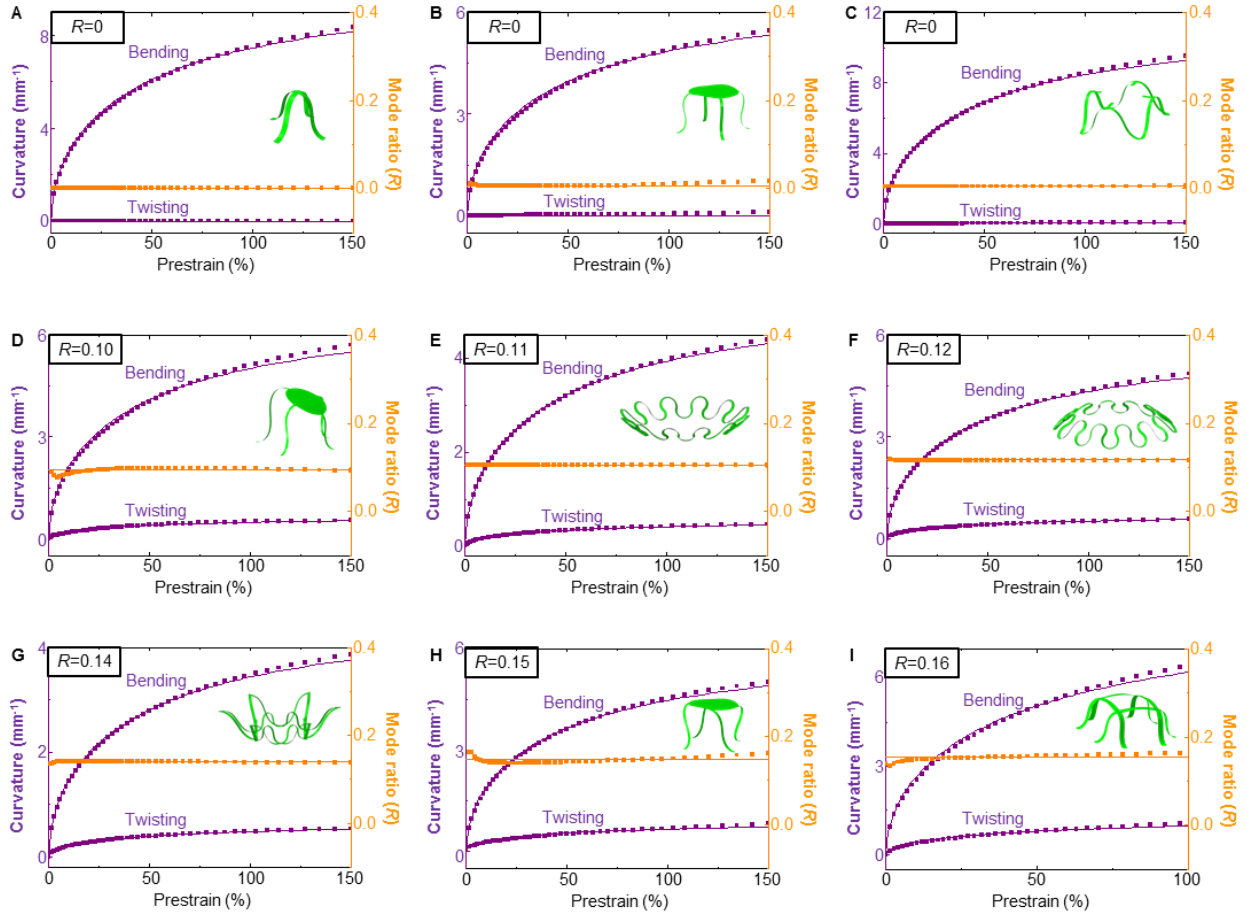 A
R=0
8
4
0
Curvature (mm⁻¹)
Bending
Twisting
0.4
0.2
0.0
Mode ratio (R)
0
50
100
150
Prestrain (%)
B
R=0
6
3
0
Curvature (mm⁻¹)
Bending
Twisting
0.4
0.2
0.0
Mode ratio (R)
0
50
100
150
Prestrain (%)
C
R=0
12
8
4
0
Curvature (mm⁻¹)
Bending
Twisting
0.4
0.2
0.0
Mode ratio (R)
0
50
100
150
Prestrain (%)
D
R=0.10
6
3
0
Curvature (mm⁻¹)
Bending
Twisting
0.4
0.2
0.0
Mode ratio (R)
0
50
100
150
Prestrain (%)
E
R=0.11
4
2
0
Curvature (mm⁻¹)
Bending
Twisting
0.4
0.2
0.0
Mode ratio (R)
0
50
100
150
Prestrain (%)
F
R=0.12
6
3
0
Curvature (mm⁻¹)
Bending
Twisting
0.4
0.2
0.0
Mode ratio (R)
0
50
100
150
Prestrain (%)
G
R=0.14
4
2
0
Curvature (mm⁻¹)
Bending
Twisting
0.4
0.2
0.0
Mode ratio (R)
0
50
100
150
Prestrain (%)
H
R=0.15
6
3
0
Curvature (mm⁻¹)
Bending
Twisting
0.4
0.2
0.0
Mode ratio (R)
0
50
100
150
Prestrain (%)
I
R=0.16
6
3
0
Curvature (mm⁻¹)
Bending
Twisting
0.4
0.2
0.0
Mode ratio (R)
0
50
100
Prestrain (%)